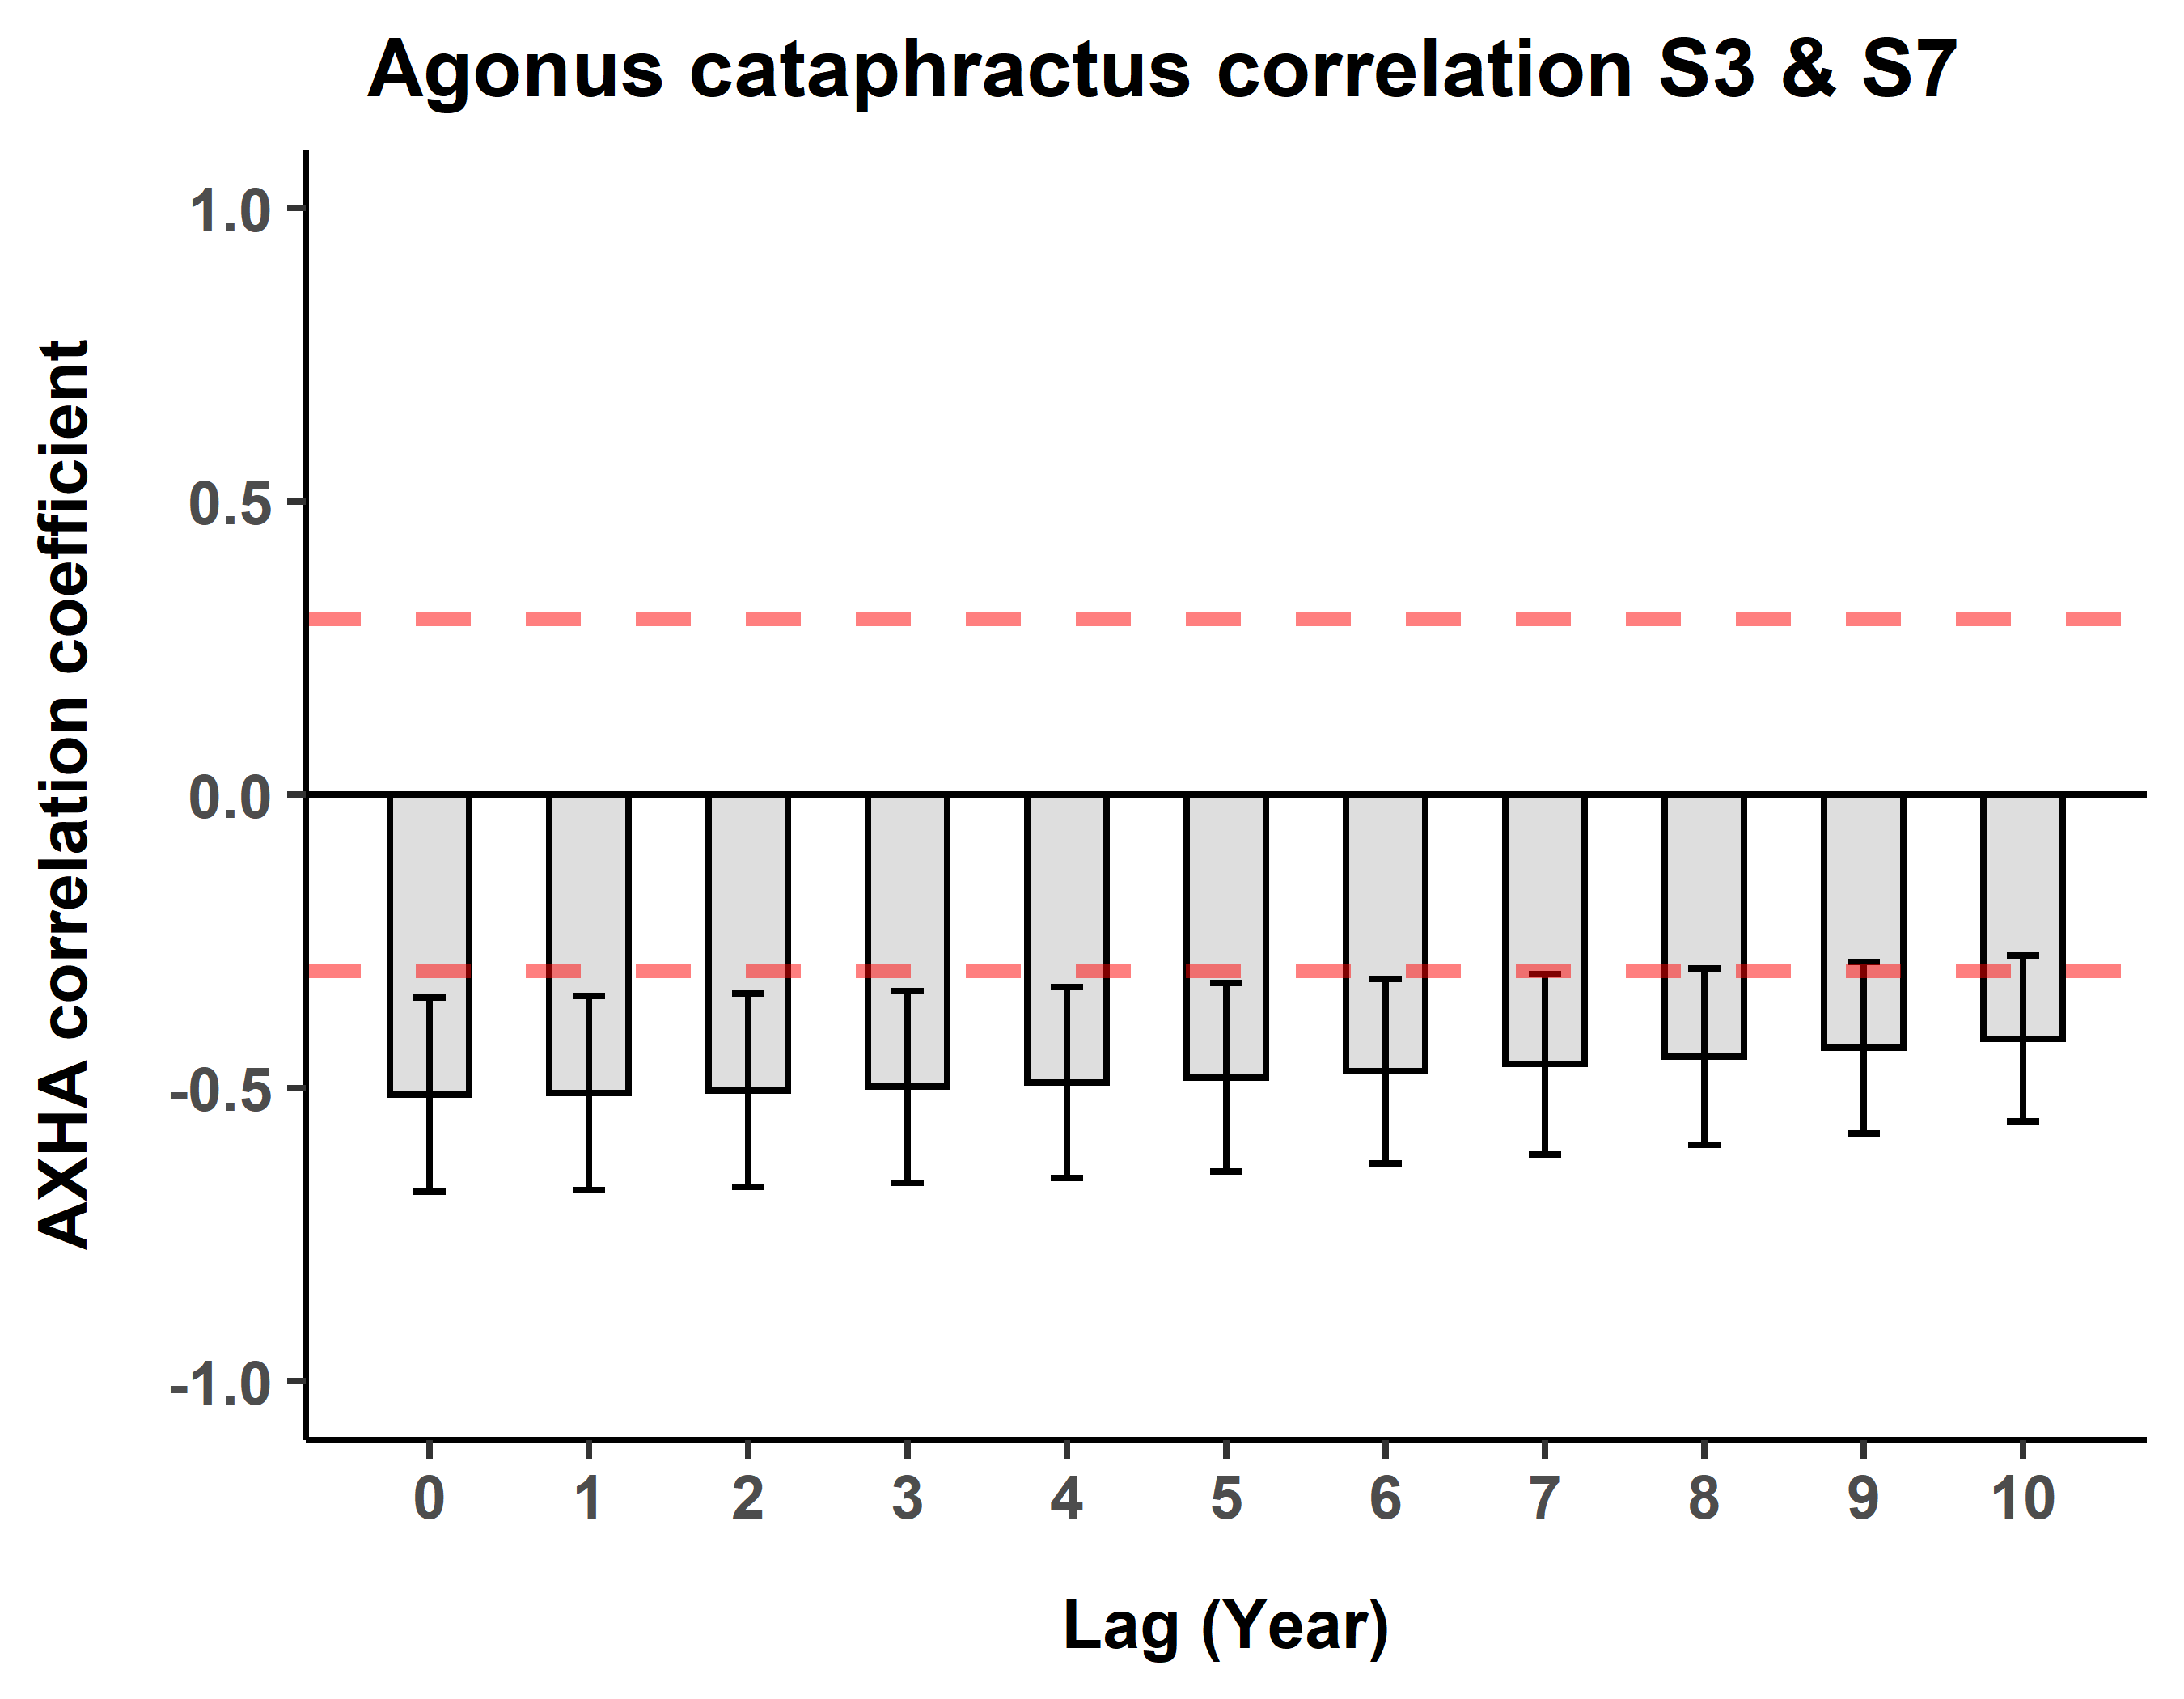 Agonus cataphractus correlation S3 & S7
AXHA correlation coefficient
1.0
0.5
0.0
-0.5
-1.0
0 1 2 3 4 5 6 7 8 9 10
Lag (Year)